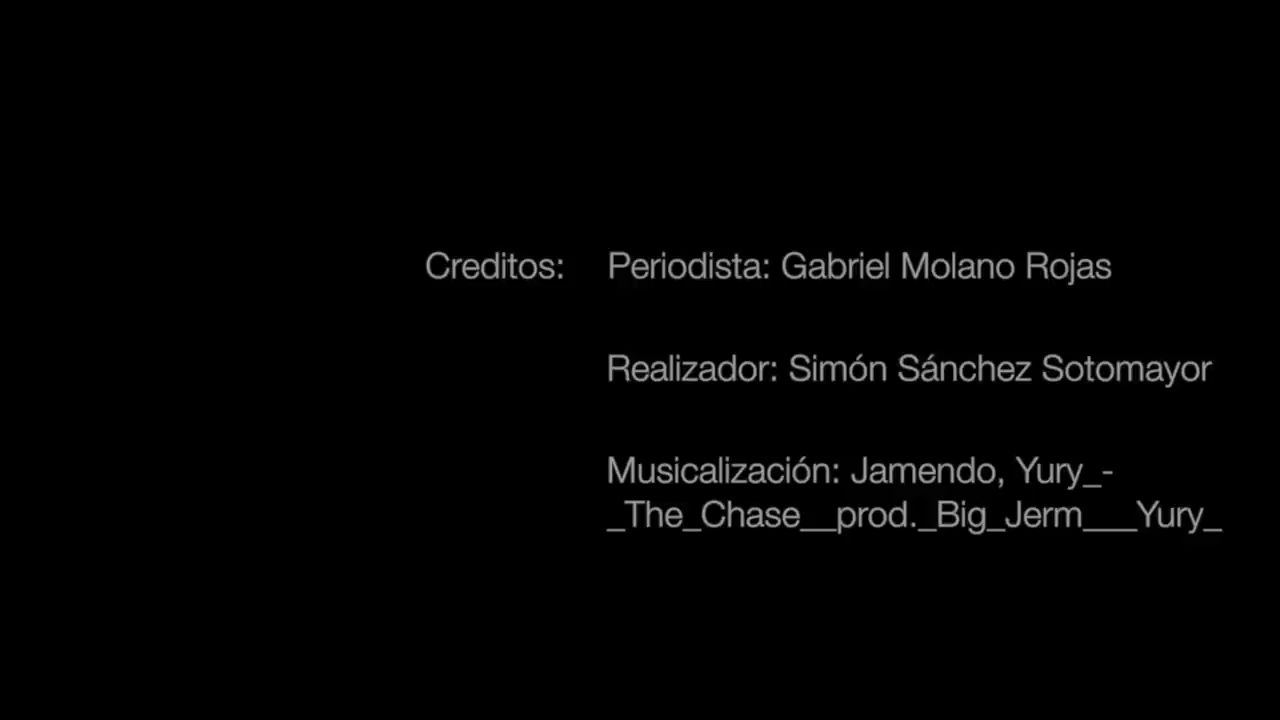 Creditos: Periodista: Gabriel Molano Rojas
Realizador: Simón Sánchez Sotomayor
Musicalización: Jamendo, Yury_-
_The_Chase__prod._Big_Jerm___Yury_